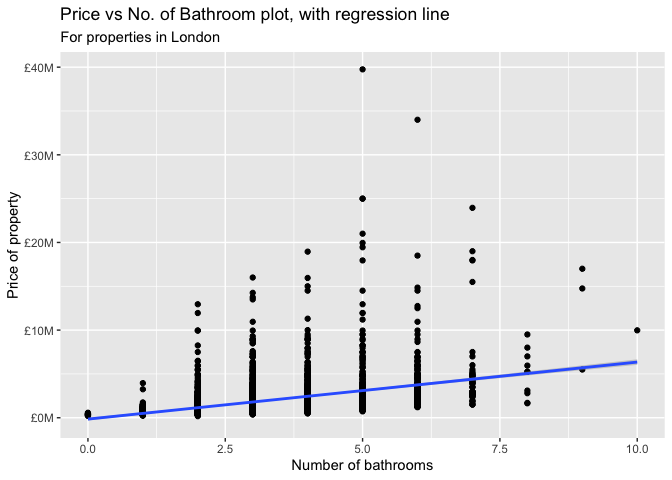 Price vs No. of Bathroom plot, with regression line
For properties in London
£40M
£30M
£20M
£10M
£0M
Price of property
0.0 2.5 5.0 7.5 10.0
Number of bathrooms